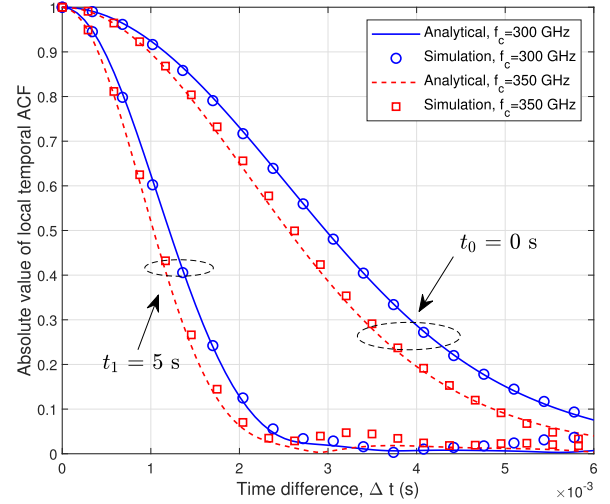 Absolute value of local temporal ACF
1
0.9
0.8
0.7
0.6
0.5
0.4
0.3
0.2
0.1
0
Analytical, f_c=300 GHz
Simulation, f_c=300 GHz
Analytical, f_c=350 GHz
Simulation, f_c=350 GHz
t_0 = 0 s
t_1 = 5 s
0 1 2 3 4 5 6
Time difference, Δ t (s)
×10^-3